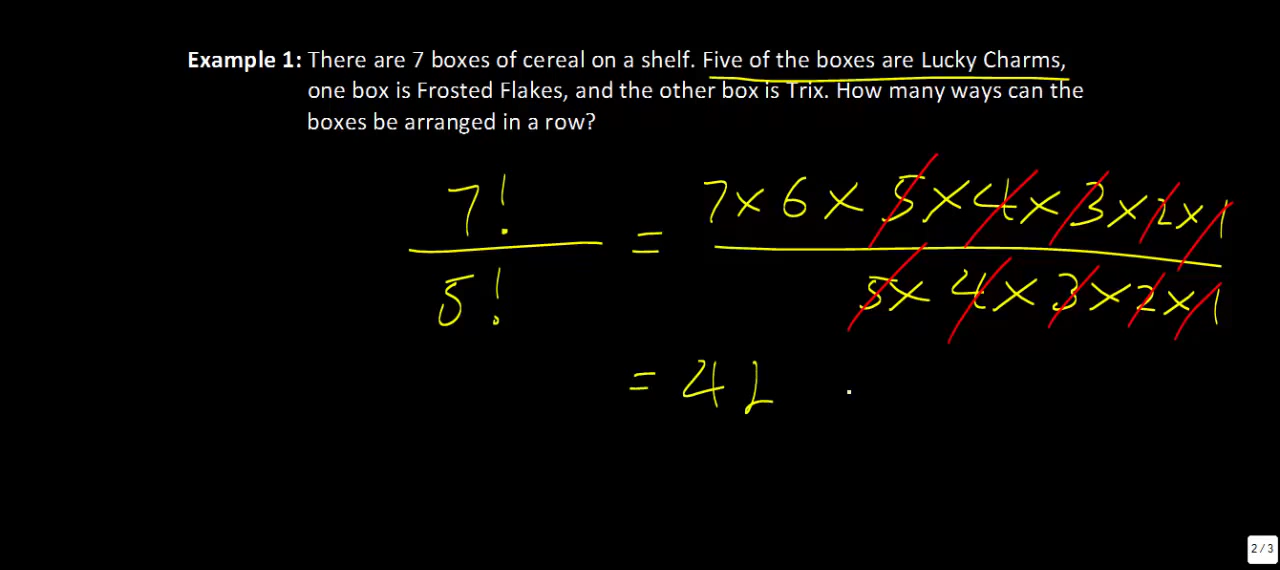 Example 1: There are 7 boxes of cereal on a shelf. Five of the boxes are Lucky Charms,
one box is Frosted Flakes, and the other box is Trix. How many ways can the
boxes be arranged in a row?
7! / 5! = 7 × 6 × 5 × 4 × 3 × 2 × 1 / 5 × 4 × 3 × 2 × 1
= 42
2 / 3